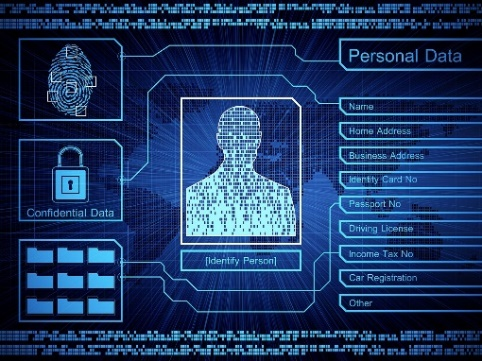 Personal Data
Name
Home Address
Business Address
Identity Card No
Passport No
Driving License
Income Tax No
Car Registration
Other
Confidential Data
[Identify Person]